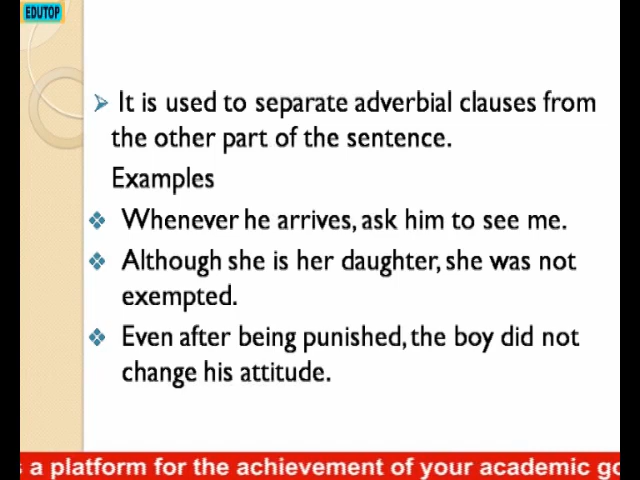 EDUTOP
It is used to separate adverbial clauses from
the other part of the sentence.
Examples
Whenever he arrives, ask him to see me.
Although she is her daughter, she was not
exempted.
Even after being punished, the boy did not
change his attitude.
a platform for the achievement of your academic